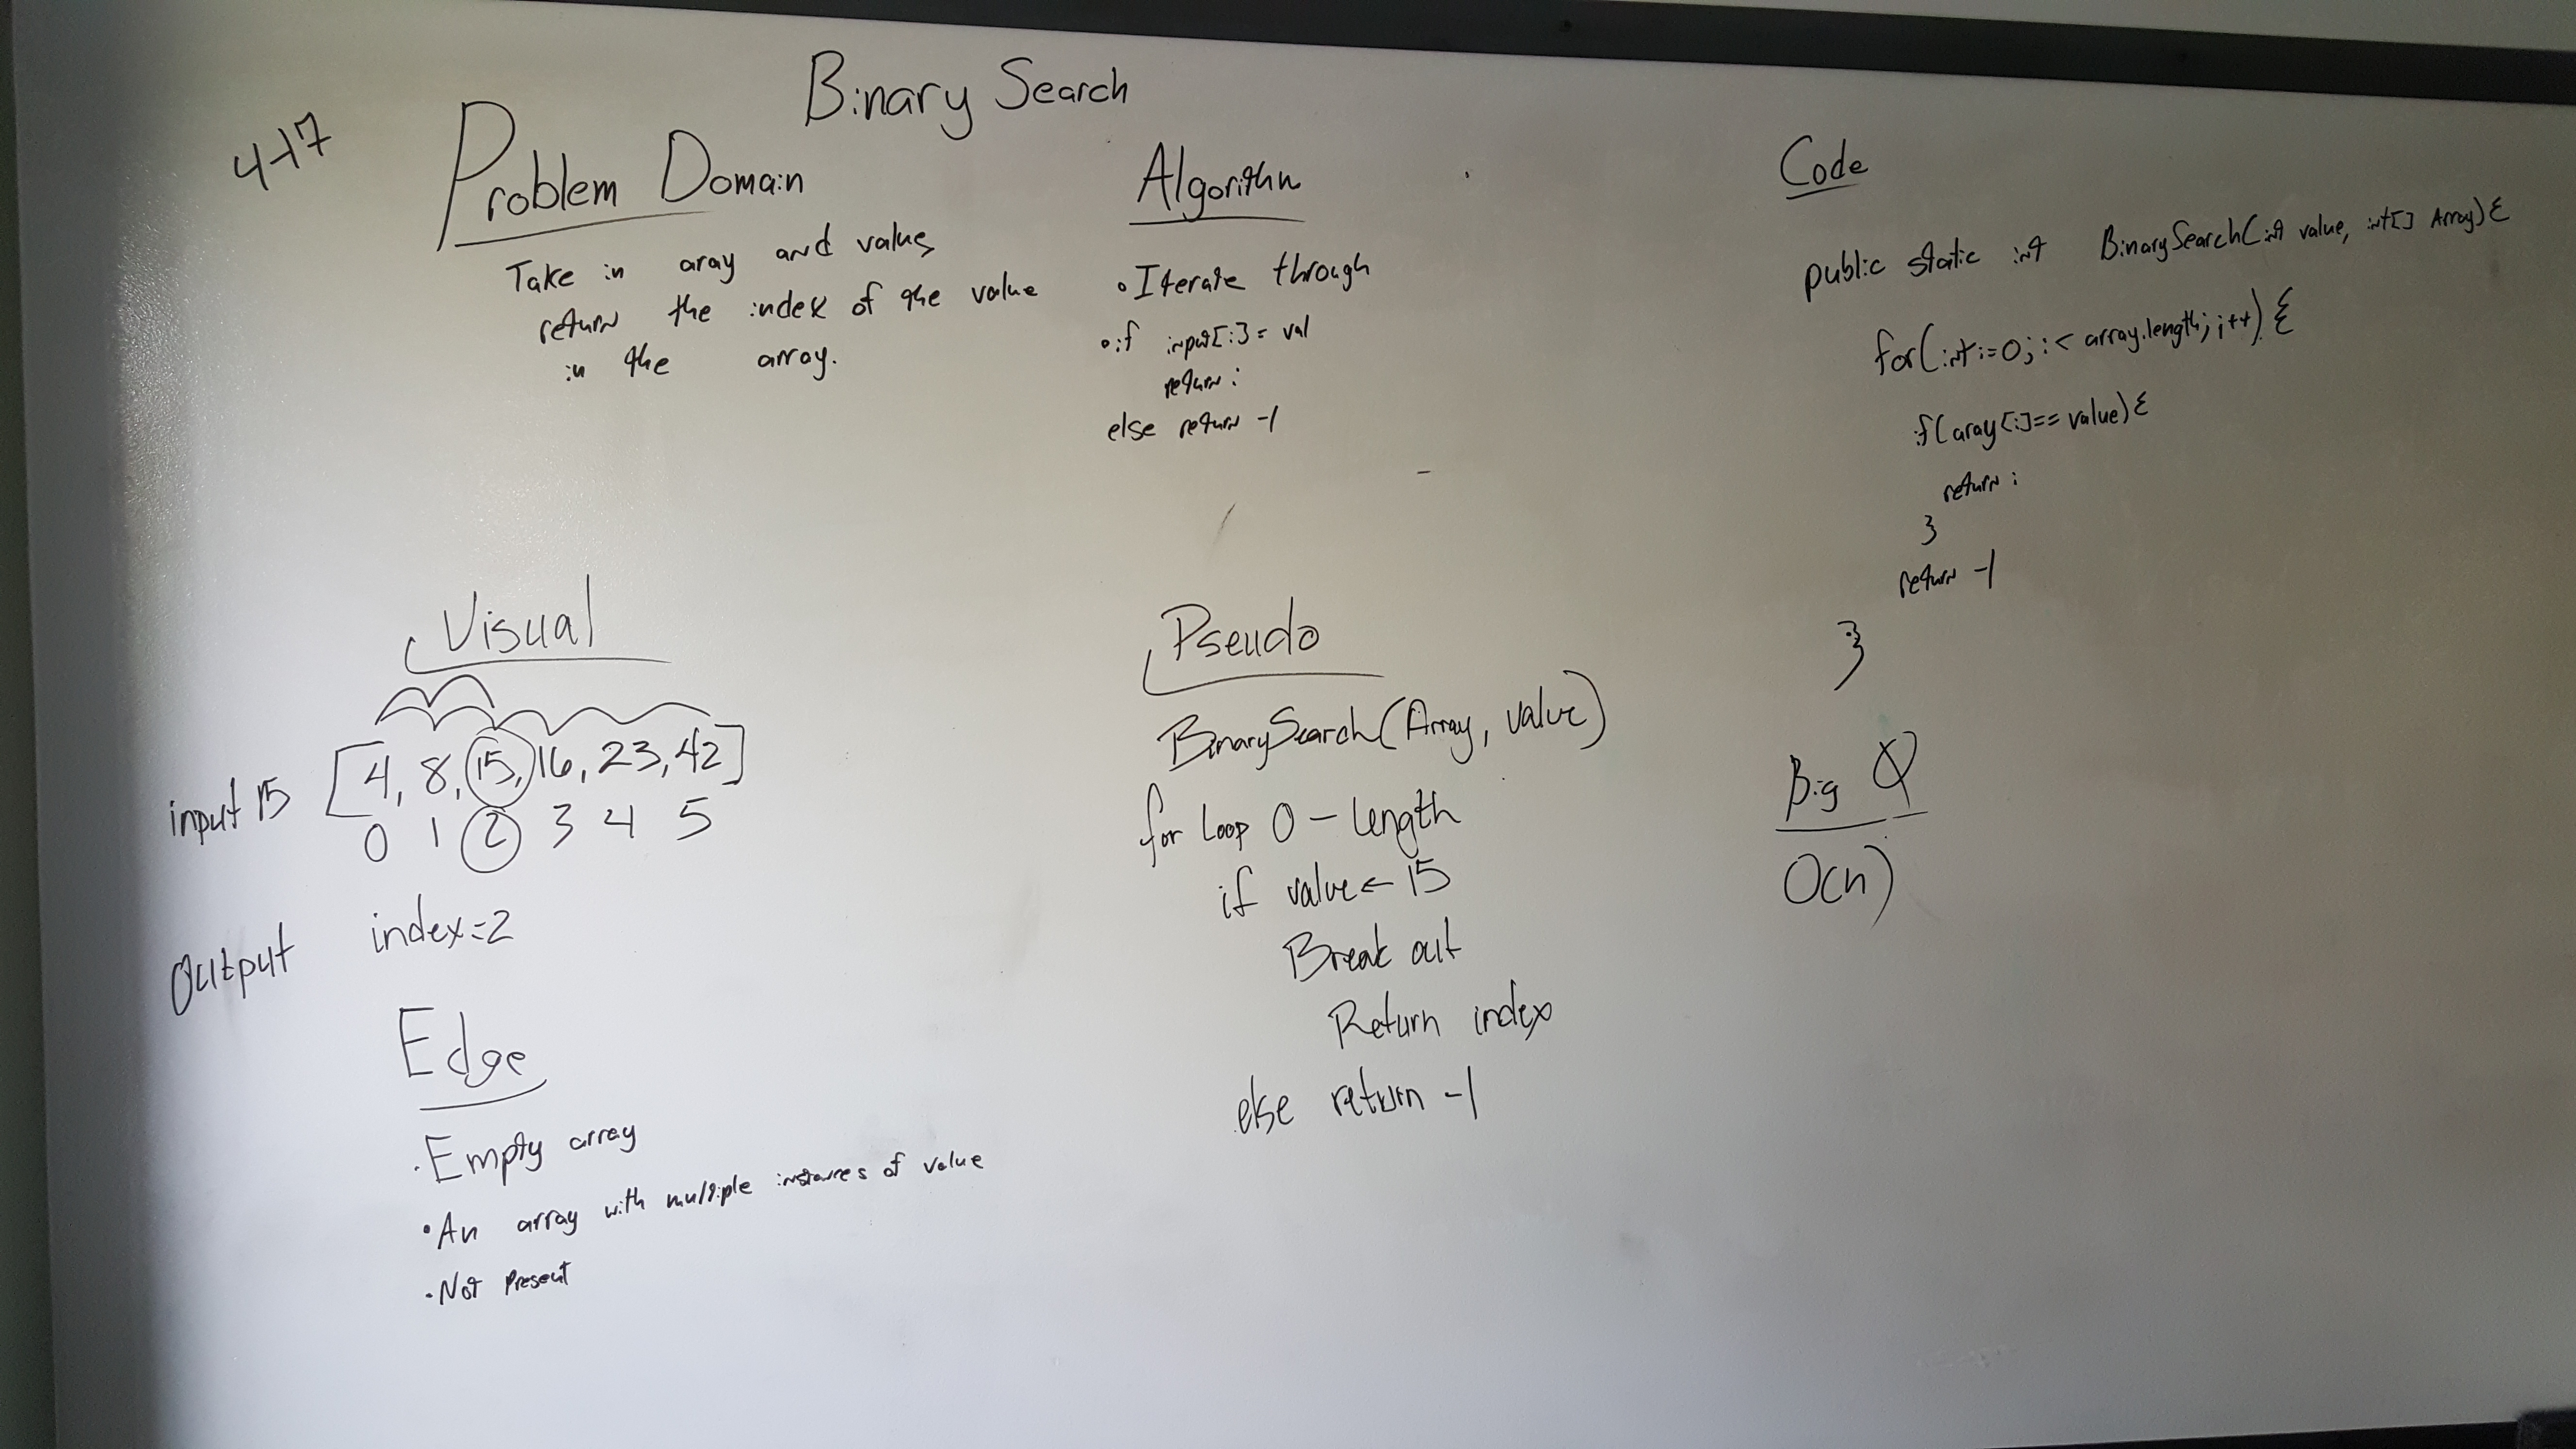 Binary Search
4-17
Problem Domain
Take in aray and value,
return the index of the value
in the array.
Algorithm
• Iterate through
• if input[i] = val
return i
else return -1
Code
public static int BinarySearch(int value, int[] Array){
for(int i=0; i< array.length; i++){
if(aray[i]==value){
return i
}
return -1
}
Visual
input 15 [4, 8, 15, 16, 23, 42]
0 1 2 3 4 5
Output index=2
Edge
• Empty array
• An array with multiple instances of value
• Not Present
Pseudo
BinarySearch(Array, value)
for Loop 0 - length
if value ← 15
Break out
Return index
else return -1
Big O
O(n)